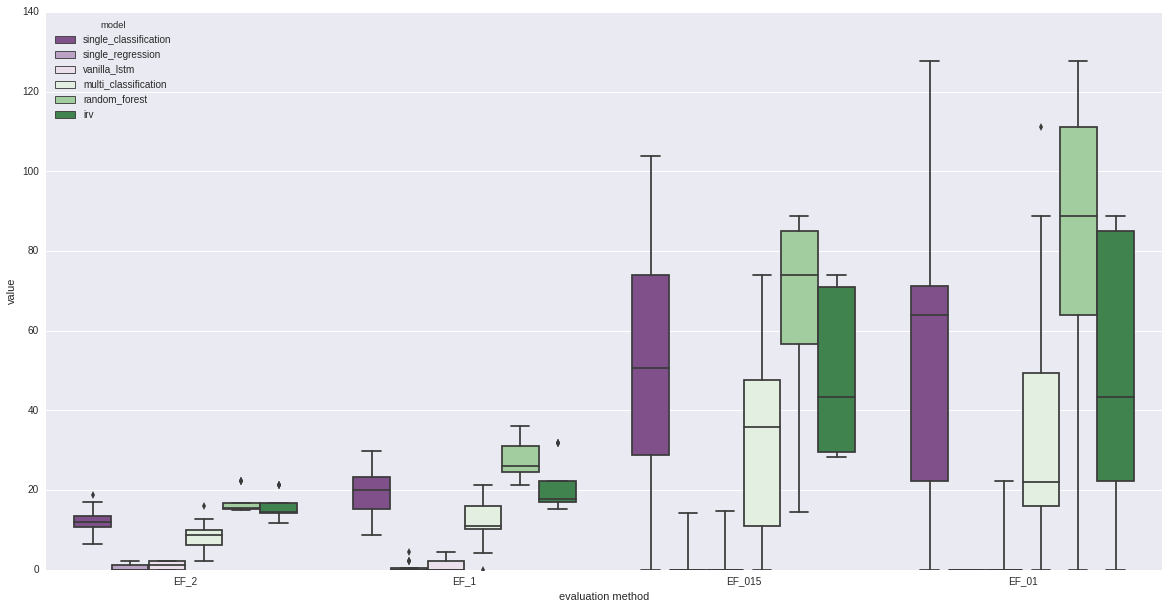 140
120
100
80
60
40
20
0
value
model
single_classification
single_regression
vanilla_lstm
multi_classification
random_forest
irv
EF_2
EF_1
EF_015
EF_01
evaluation method